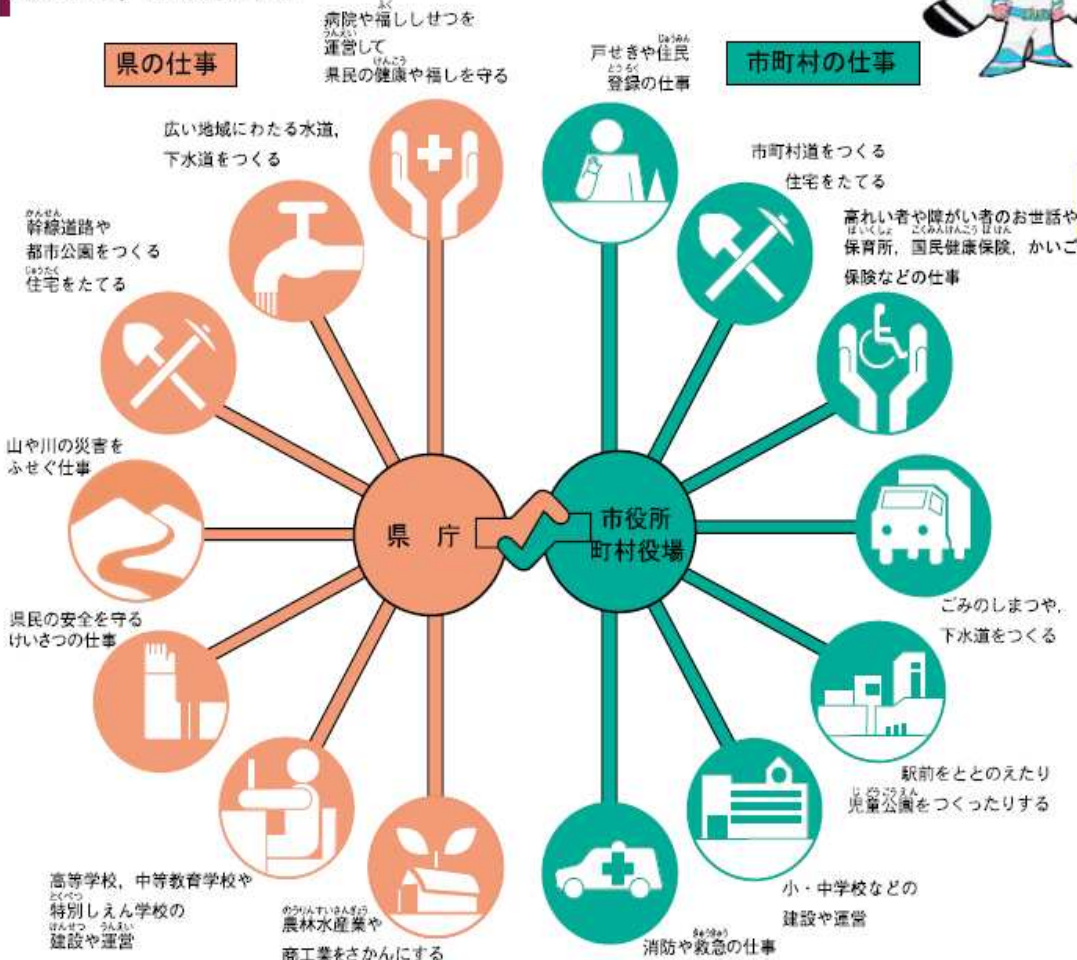 県の仕事
病院や福ししせつを
運営して
県民の健康や福しを守る
広い地域にわたる水道,
下水道をつくる
幹線道路や
都市公園をつくる
住宅をたてる
山や川の災害を
ふせぐ仕事
県民の安全を守る
けいさつの仕事
高等学校, 中等教育学校や
特別しえん学校の
建設や運営
農林水産業や
商工業をさかんにする
県 庁
市役所
町村役場
市町村の仕事
戸せきや住民
登録の仕事
市町村道をつくる
住宅をたてる
高れい者や障がい者のお世話や
保育所, 国民健康保険, かいご
保険などの仕事
ごみのしまつや,
下水道をつくる
駅前をととのえたり
児童公園をつくったりする
小・中学校などの
建設や運営
消防や救急の仕事